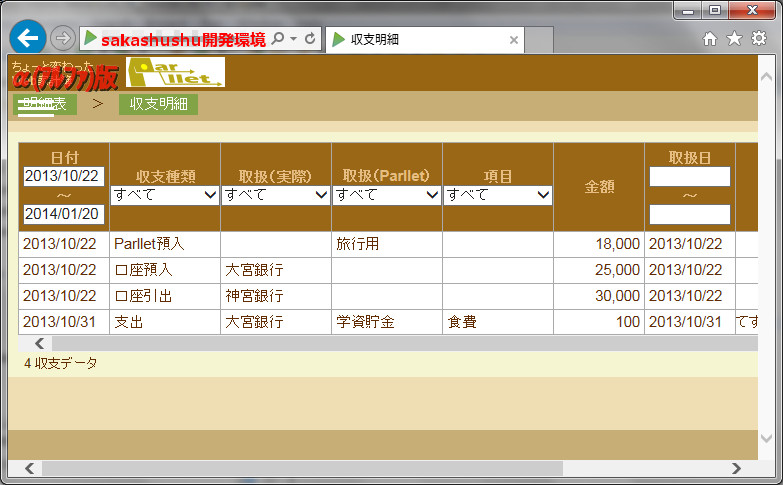 sakashushu開発環境
収支明細
ちょっと変わった
α(アルファ)版
Parllet
明細表 > 収支明細
日付 収支種類 取扱(実際) 取扱(Parllet) 項目 金額 取扱日
2013/10/22 すべて すべて すべて すべて
～ ～
2014/01/20
2013/10/22 Parllet預入 旅行用 18,000 2013/10/22
2013/10/22 口座預入 大宮銀行 25,000 2013/10/22
2013/10/22 口座引出 神宮銀行 30,000 2013/10/22
2013/10/31 支出 大宮銀行 学資貯金 食費 100 2013/10/31 てす
4 収支データ